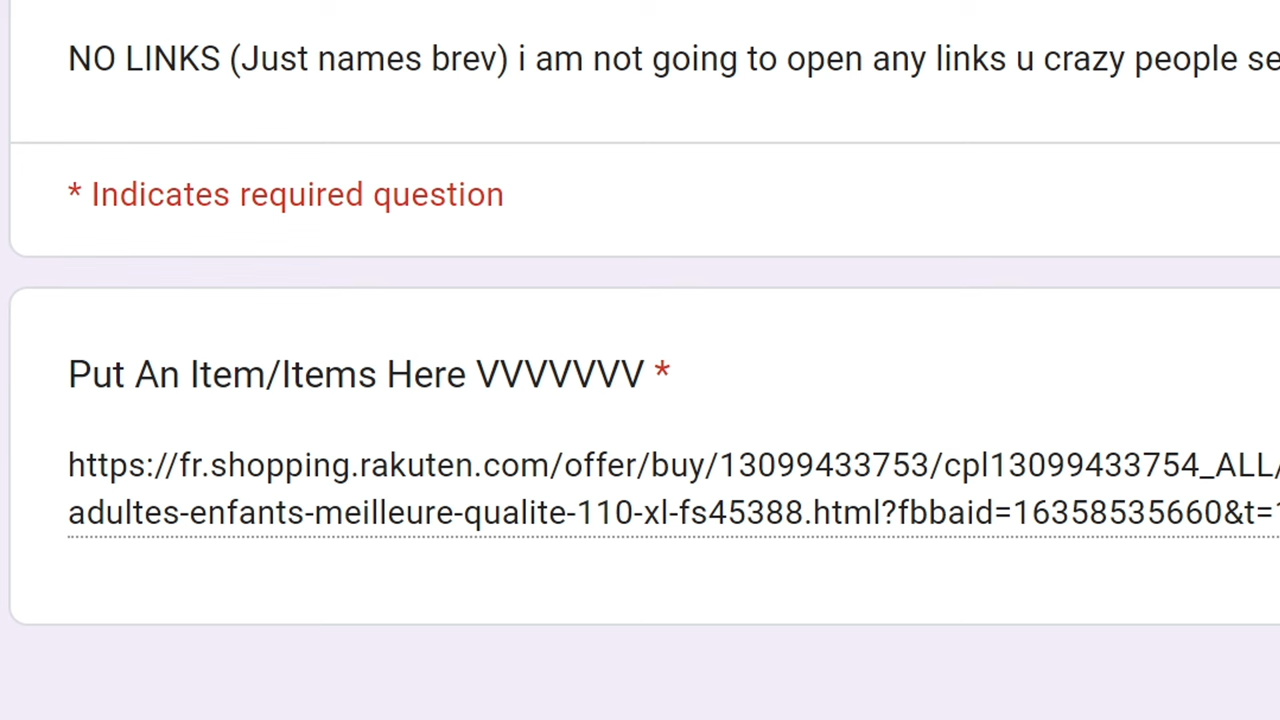 NO LINKS (Just names brev) i am not going to open any links u crazy people se
* Indicates required question
Put An Item/Items Here VVVVVVV *
https://fr.shopping.rakuten.com/offer/buy/13099433753/cpl13099433754_ALL/
adultes-enfants-meilleure-qualite-110-xl-fs45388.html?fbbaid=16358535660&t=1